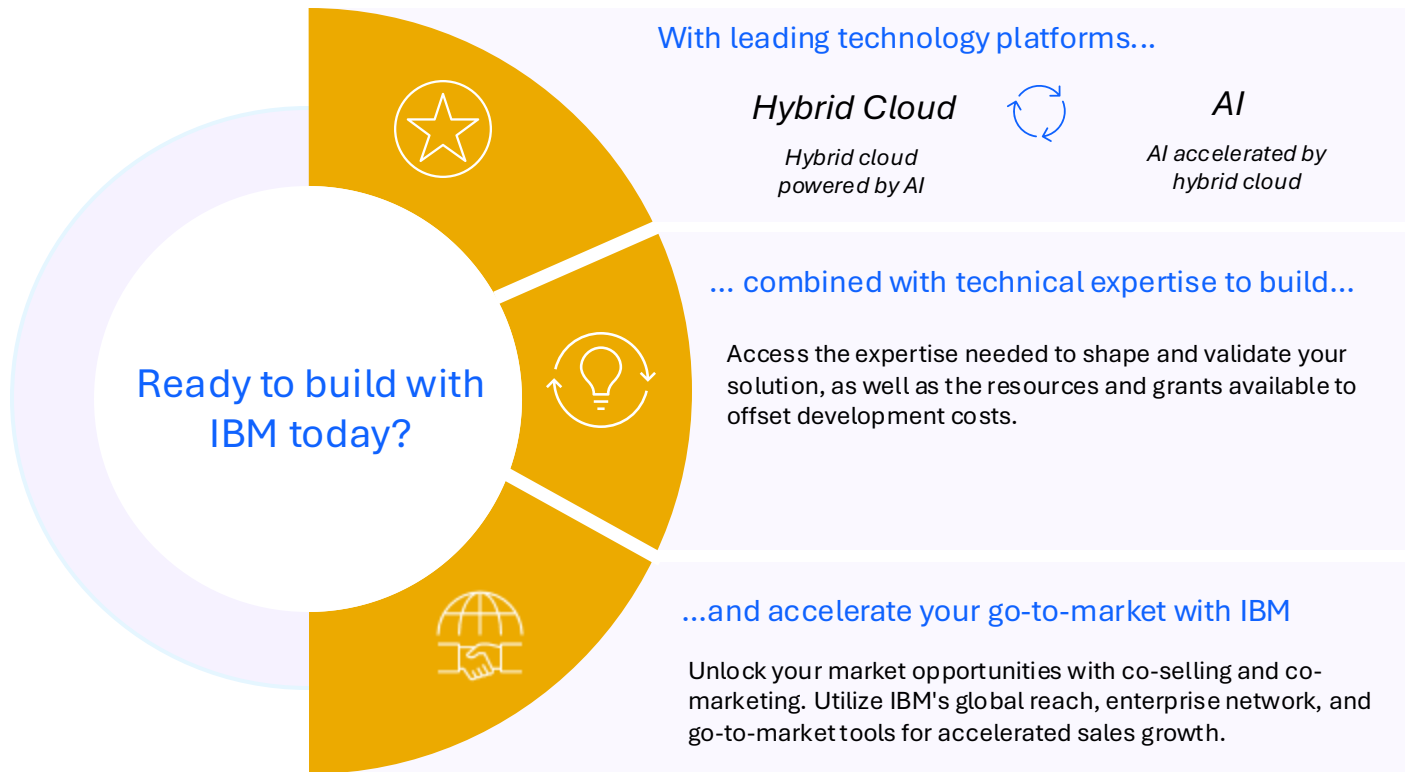 With leading technology platforms...
Hybrid Cloud
AI
Hybrid cloud
powered by AI
AI accelerated by
hybrid cloud
... combined with technical expertise to build...
Access the expertise needed to shape and validate your
solution, as well as the resources and grants available to
offset development costs.
Ready to build with
IBM today?
...and accelerate your go-to-market with IBM
Unlock your market opportunities with co-selling and co-
marketing. Utilize IBM's global reach, enterprise network, and
go-to-market tools for accelerated sales growth.